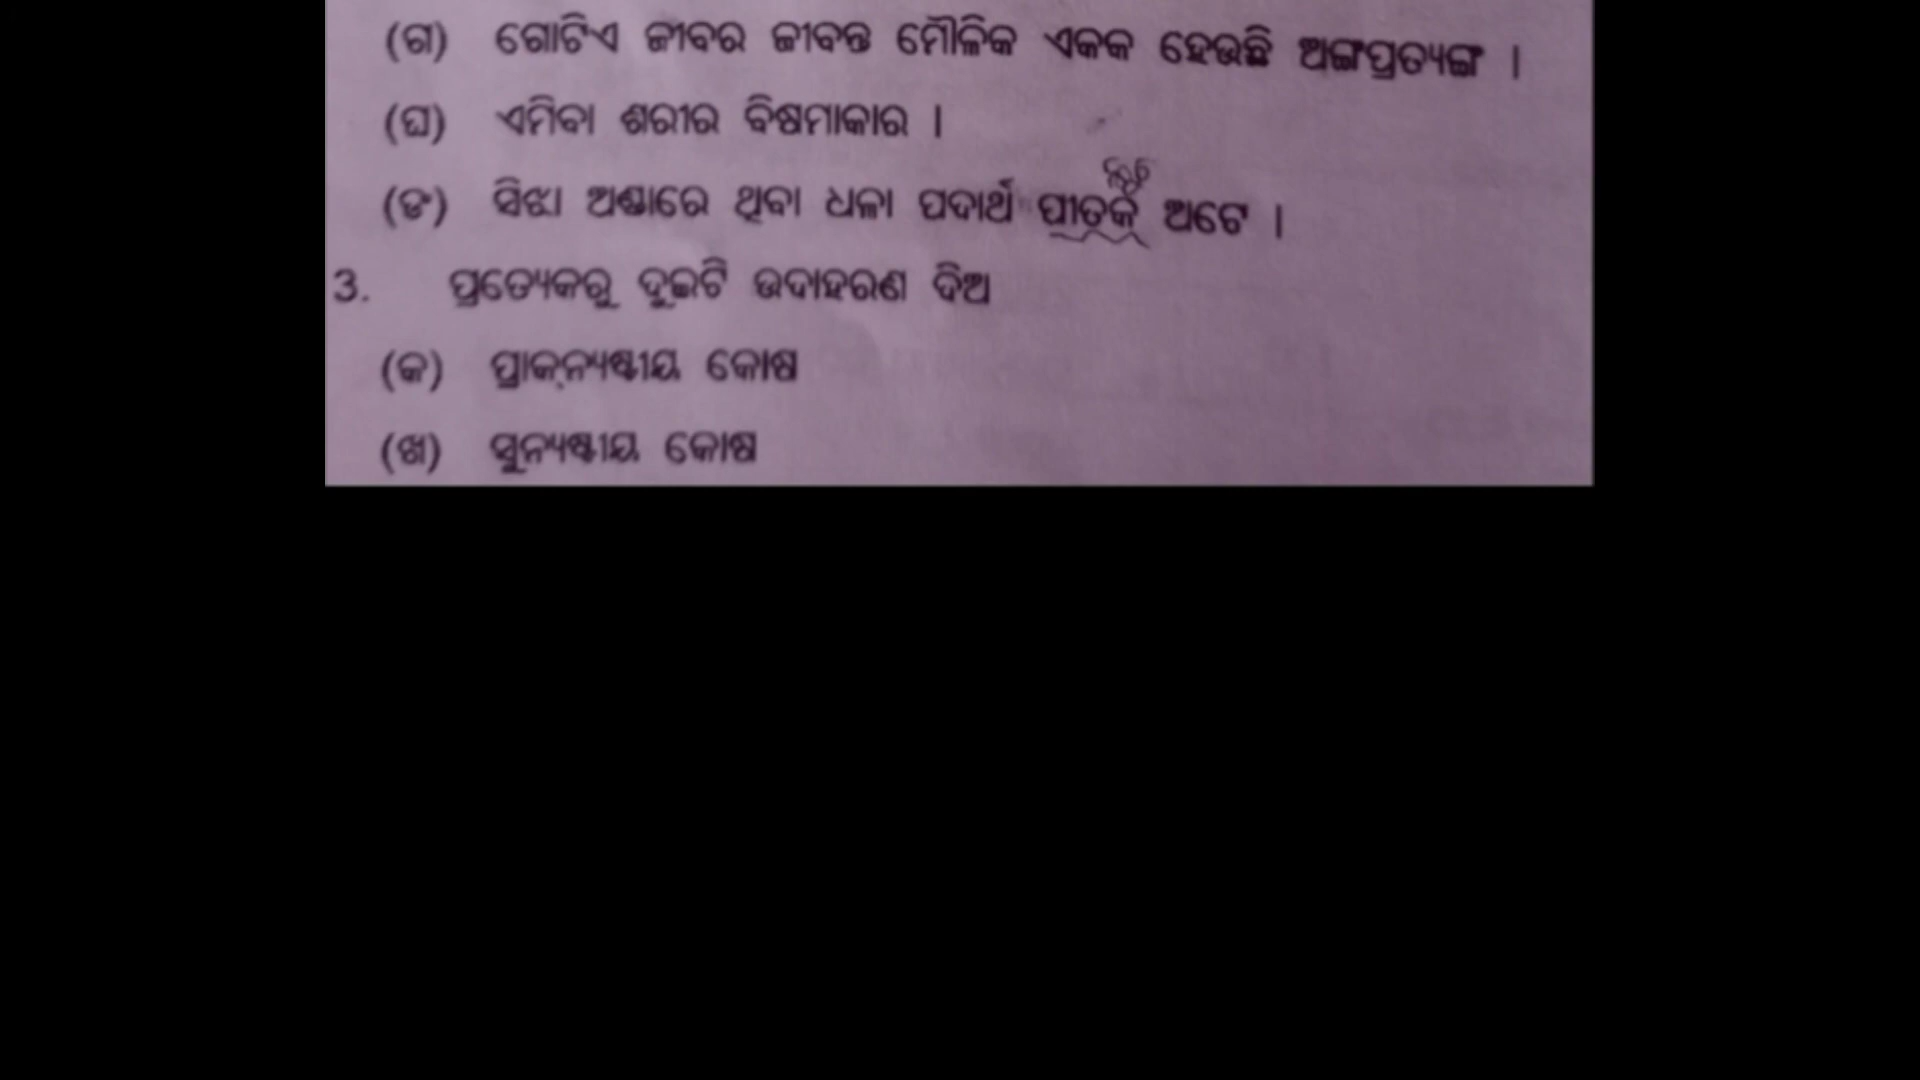 (ଗ) ଗୋଟିଏ ଜୀବର ଜୀବନ୍ତ ମୌଳିକ ଏକକ ହେଉଛି ଅଙ୍ଗପ୍ରତ୍ୟଙ୍ଗ ।
(ଘ) ଏମିବା ଶରୀର ବିଷମାକାର ।
(ଙ) ସିଝା ଅଣ୍ଡାରେ ଥିବା ଧଳା ପଦାର୍ଥ ପୀତକ ଅଟେ ।
3. ପ୍ରତ୍ୟେକରୁ ଦୁଇଟି ଉଦାହରଣ ଦିଅ
(କ) ପ୍ରାକ୍‌ନ୍ୟଷ୍ଟୀୟ କୋଷ
(ଖ) ସୁନ୍ୟଷ୍ଟୀୟ କୋଷ